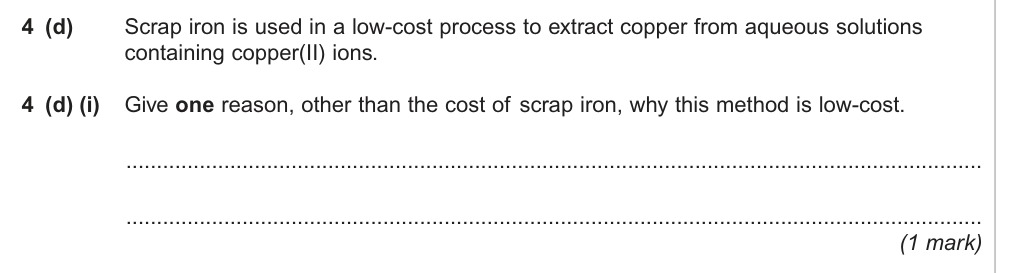 4 (d) Scrap iron is used in a low-cost process to extract copper from aqueous solutions
containing copper(II) ions.
4 (d) (i) Give one reason, other than the cost of scrap iron, why this method is low-cost.
(1 mark)